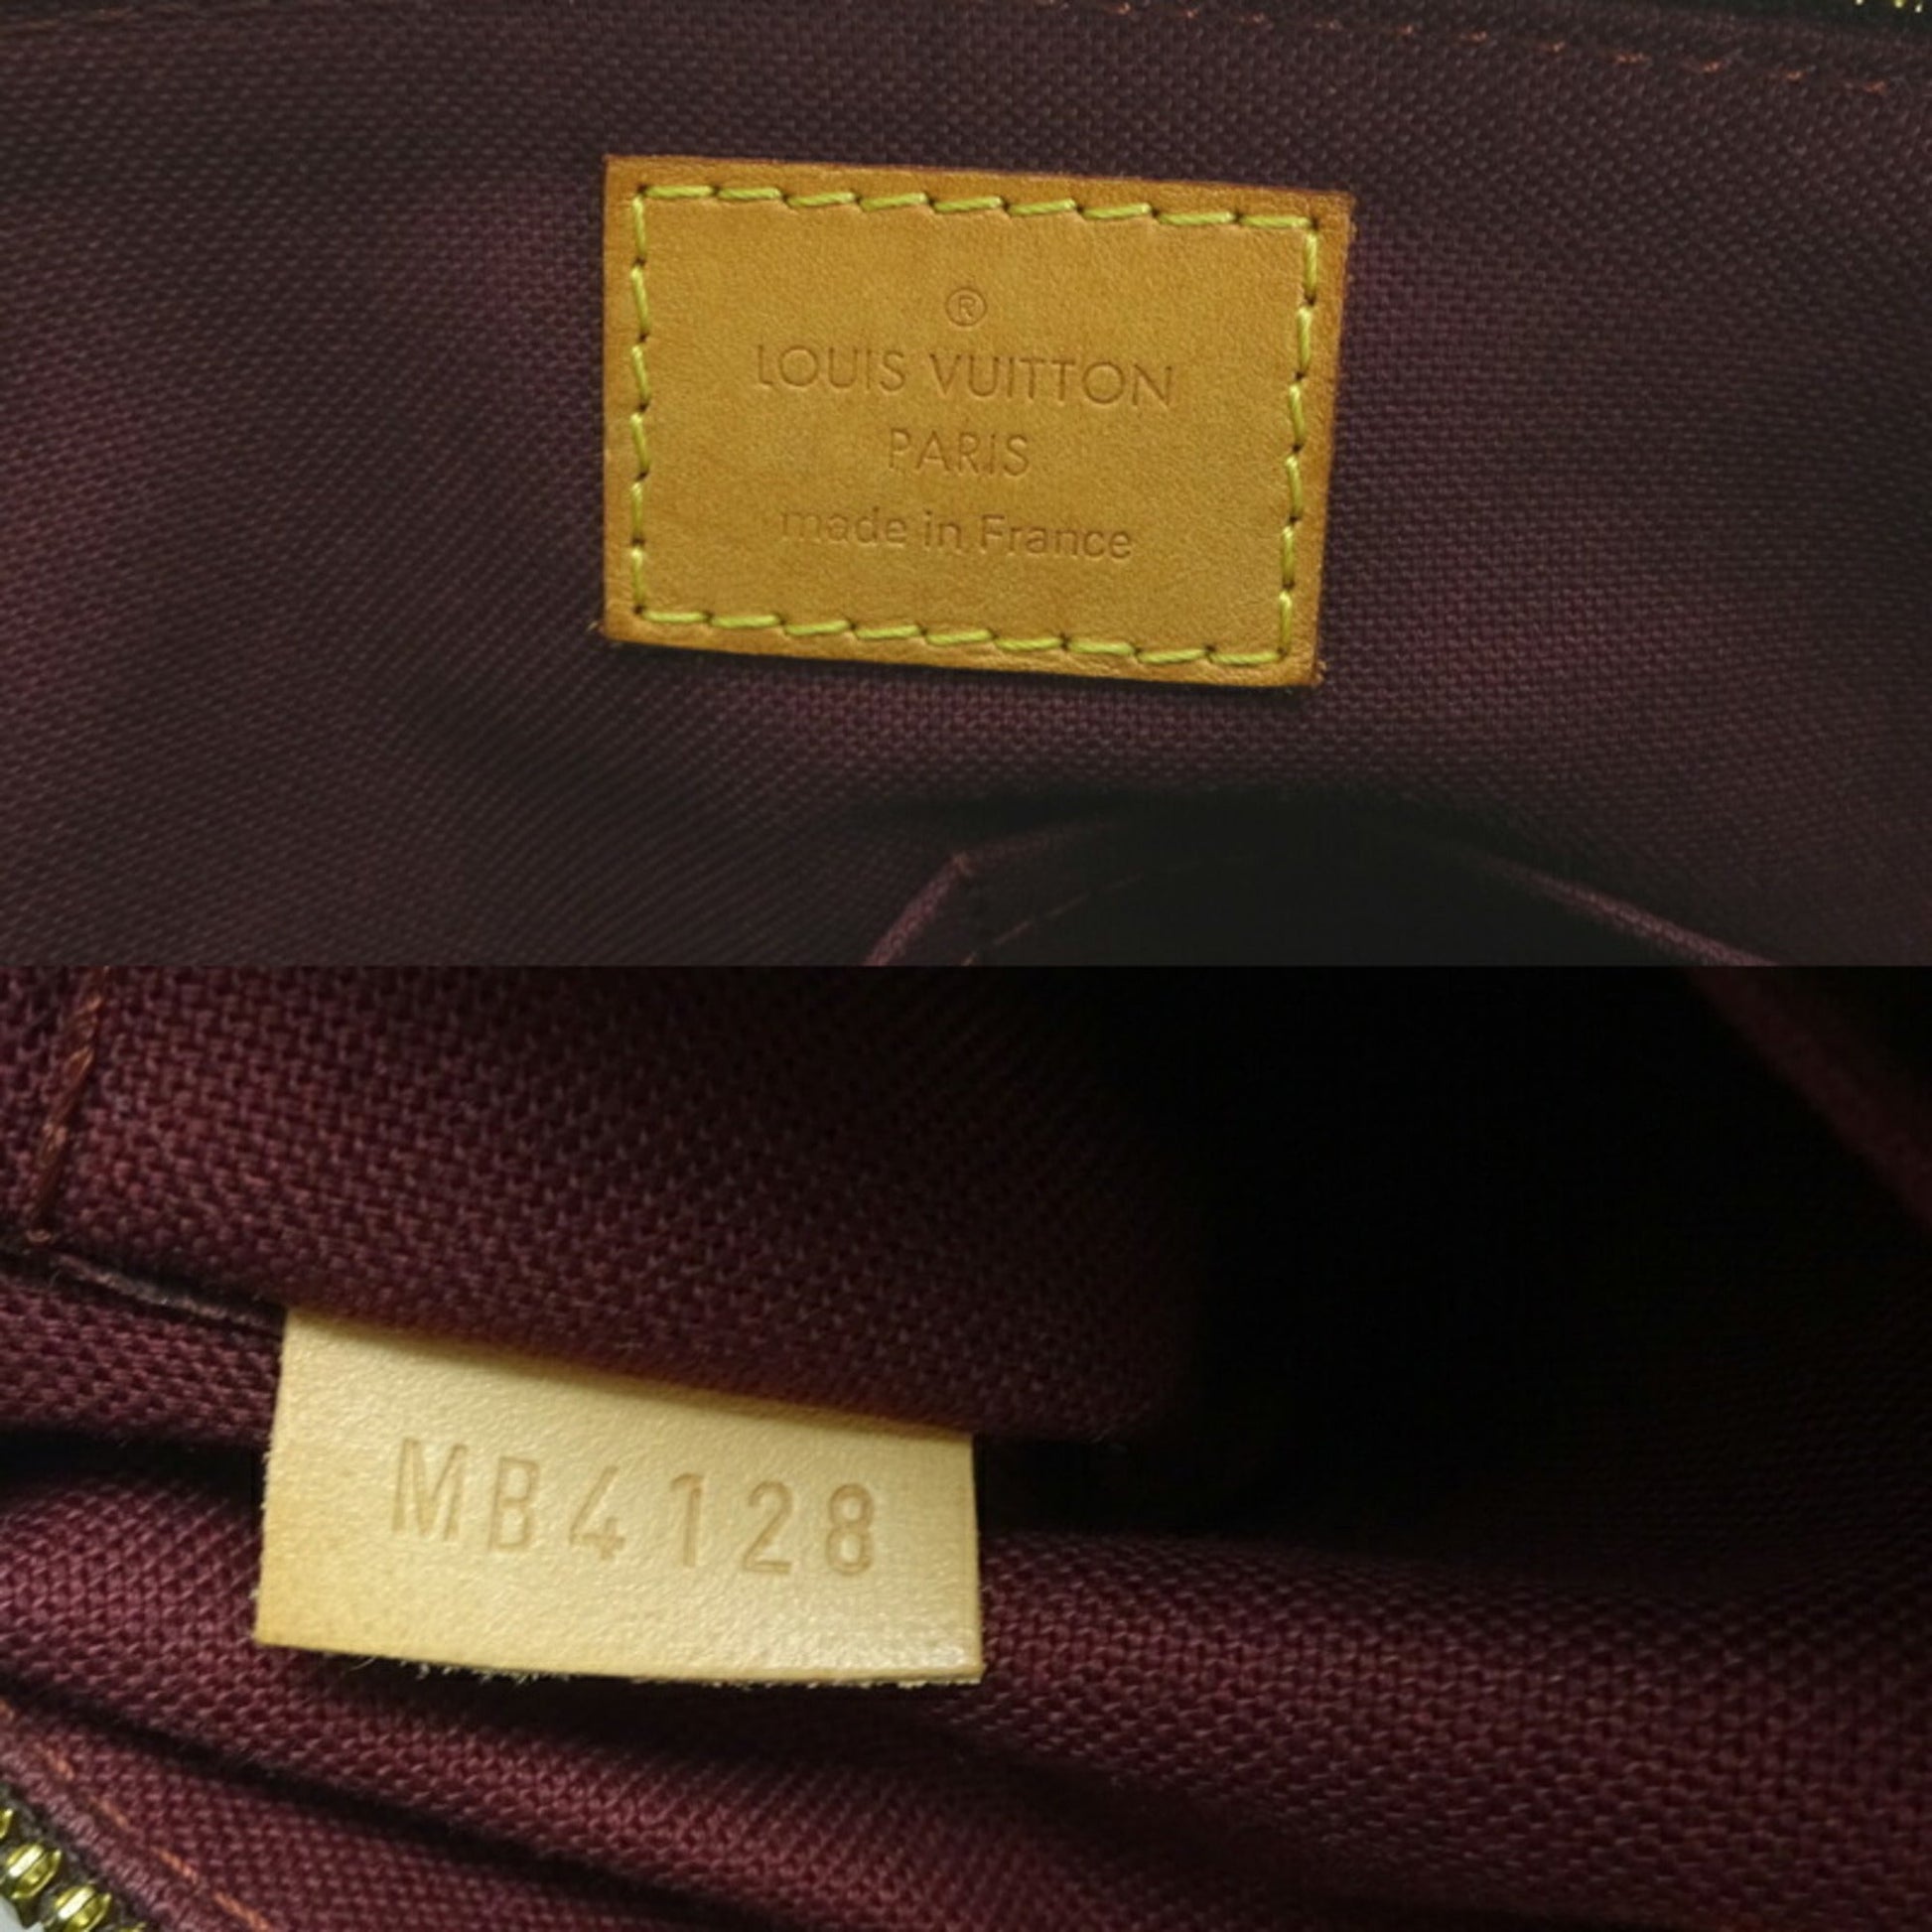 ®
LOUIS VUITTON
PARIS
made in France
MB4128